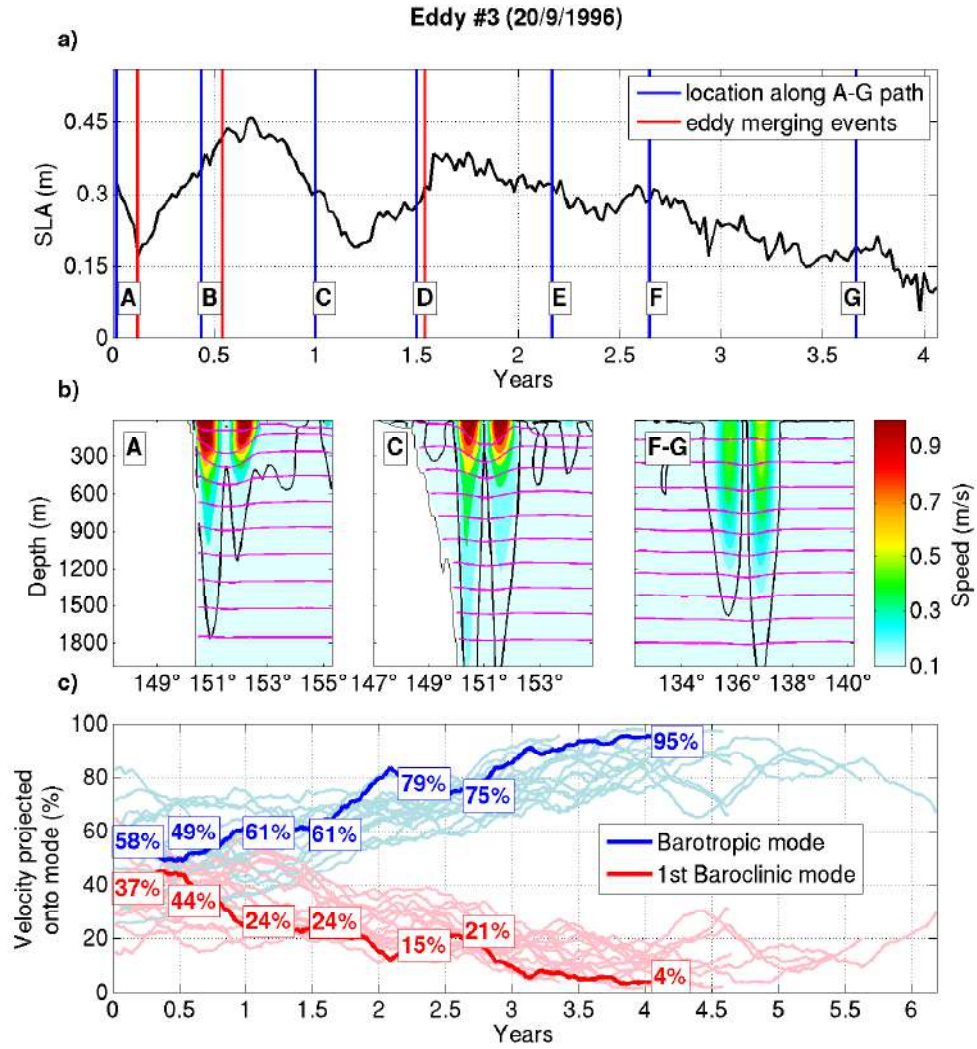 Eddy #3 (20/9/1996)
a)
SLA (m)
0.45
0.3
0.15
0
location along A-G path
eddy merging events
A
B
C
D
E
F
G
0
0.5
1
1.5
2
2.5
3
3.5
4
Years
b)
Depth (m)
300
600
900
1200
1500
1800
A
C
F-G
149° 151° 153° 155°
147° 149° 151° 153°
134° 136° 138° 140°
0.9
0.7
0.5
0.3
0.1
Speed (m/s)
c)
Velocity projected
onto mode (%)
100
80
60
40
20
0
58%
49%
61%
61%
79%
75%
95%
37%
44%
24%
24%
15%
21%
4%
Barotropic mode
1st Baroclinic mode
0
0.5
1
1.5
2
2.5
3
3.5
4
4.5
5
5.5
6
Years